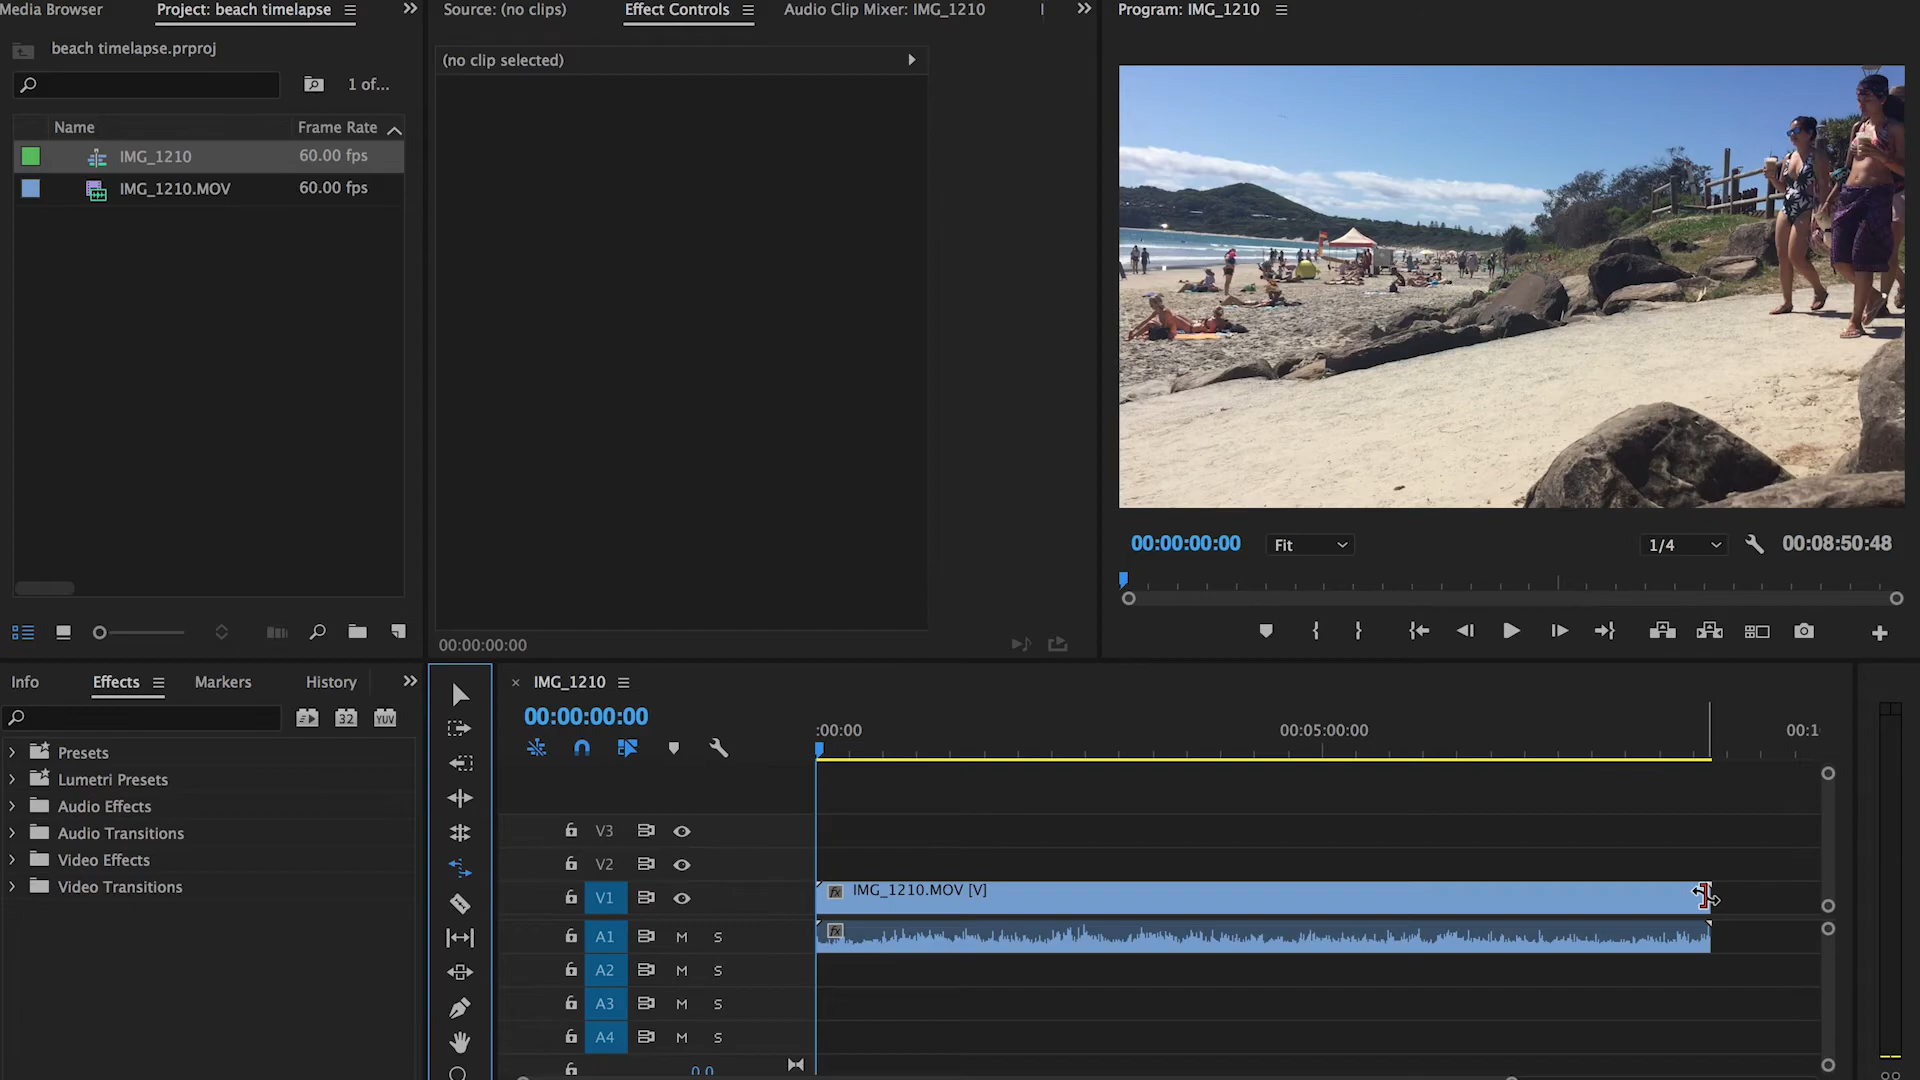 Media Browser
Project: beach timelapse
Source: (no clips)
Effect Controls
Audio Clip Mixer: IMG_1210
Program: IMG_1210
beach timelapse.prproj
(no clip selected)
1 of...
Name
Frame Rate
IMG_1210
60.00 fps
IMG_1210.MOV
60.00 fps
00:00:00:00
Fit
1/4
00:08:50:48
00:00:00:00
Info
Effects
Markers
History
IMG_1210
32
YUV
00:00:00:00
:00:00
00:05:00:00
00:1
Presets
Lumetri Presets
Audio Effects
Audio Transitions
Video Effects
Video Transitions
V3
V2
V1
fx
IMG_1210.MOV [V]
A1
M
S
fx
A2
M
S
A3
M
S
A4
M
S
0.0